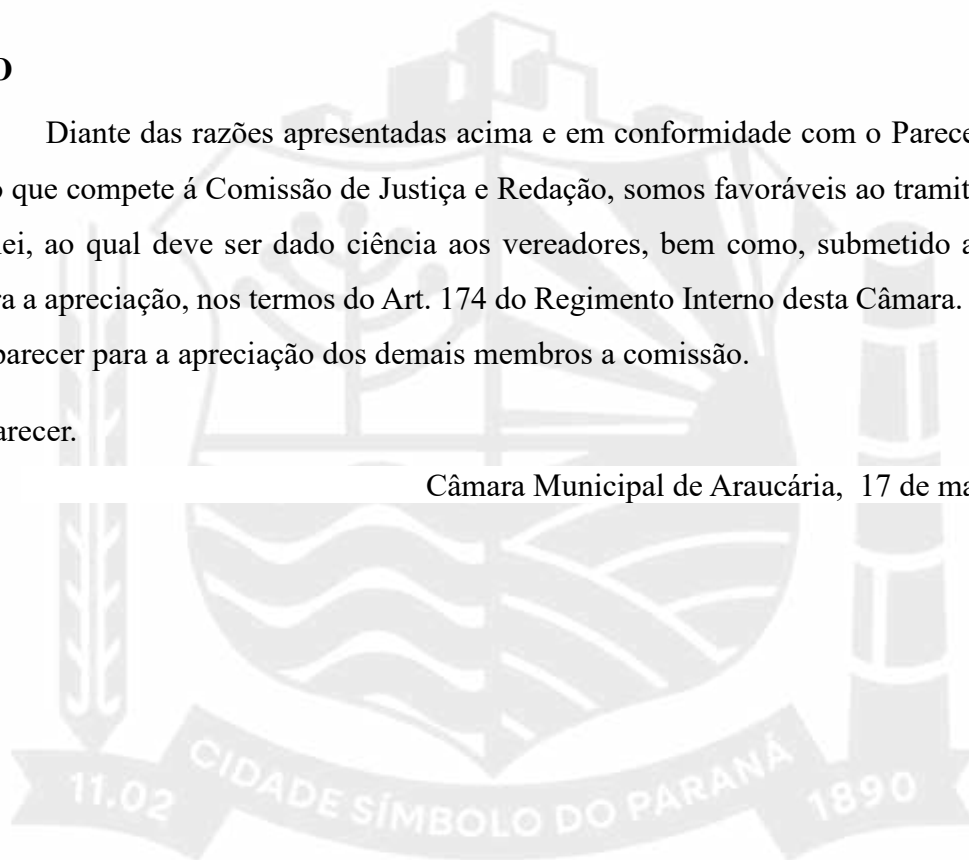 O
Diante das razões apresentadas acima e em conformidade com o Parece
o que compete á Comissão de Justiça e Redação, somos favoráveis ao tramit
lei, ao qual deve ser dado ciência aos vereadores, bem como, submetido a
ra a apreciação, nos termos do Art. 174 do Regimento Interno desta Câmara.
parecer para a apreciação dos demais membros a comissão.
arecer.
Câmara Municipal de Araucária, 17 de ma
11.02 CIDADE SÍMBOLO DO PARANÁ 1890